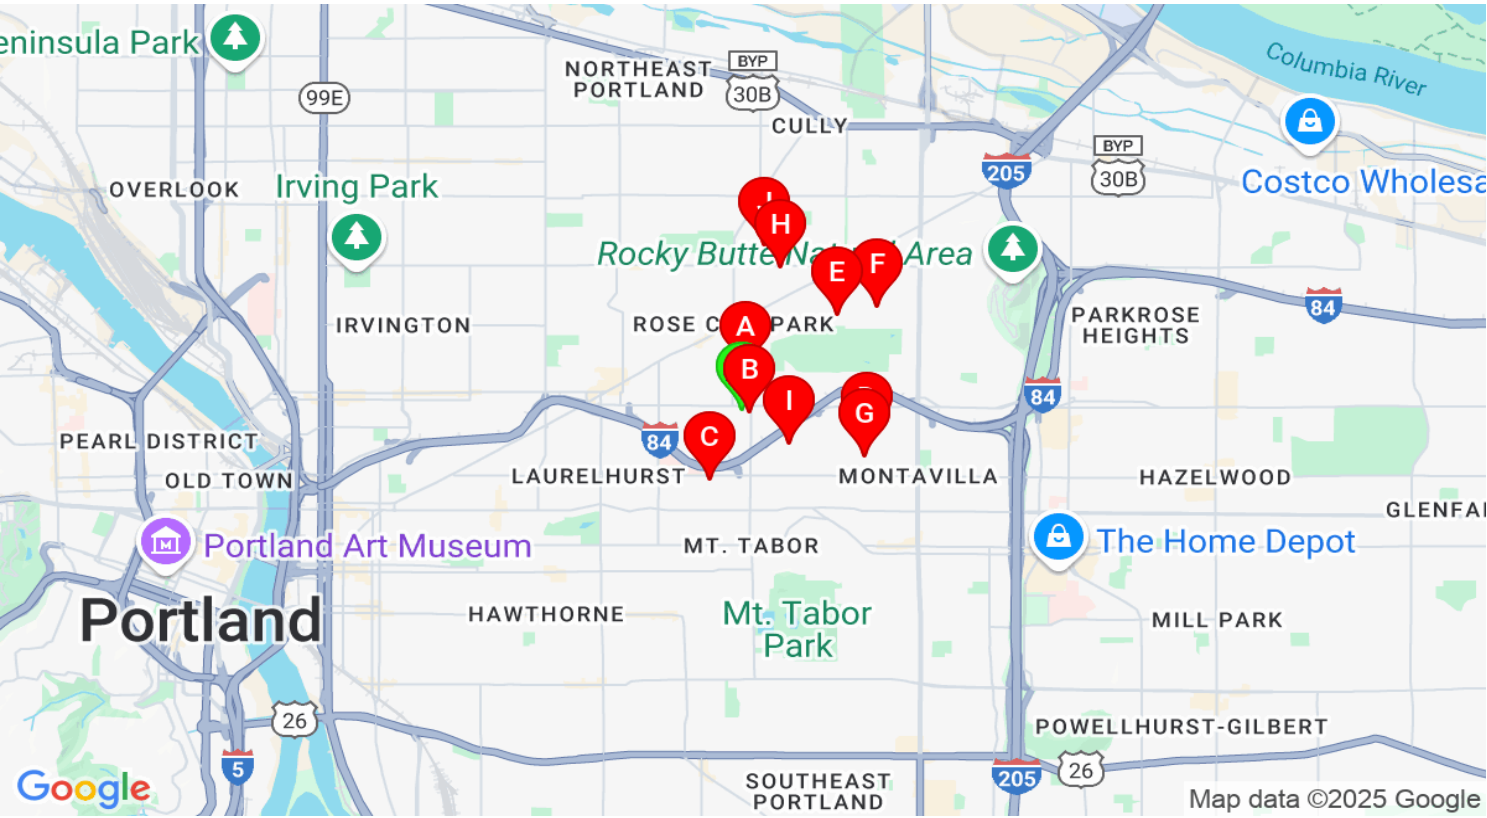 eninsula Park
Columbia River
NORTHEAST
PORTLAND
BYP
30B
99E
CULLY
BYP
30B
205
OVERLOOK
Irving Park
Costco Wholesa
J
H
Rocky Butte Na Area
E
F
84
PARKROSE
HEIGHTS
IRVINGTON
ROSE C PARK
A
B
84
I
G
C
84
PEARL DISTRICT
OLD TOWN
LAURELHURST
MONTAVILLA
HAZELWOOD
GLENFA
Portland Art Museum
MT. TABOR
The Home Depot
Portland
HAWTHORNE
Mt. Tabor
Park
MILL PARK
26
POWELLHURST-GILBERT
5
205
26
SOUTHEAST
PORTLAND
Google
Map data ©2025 Google